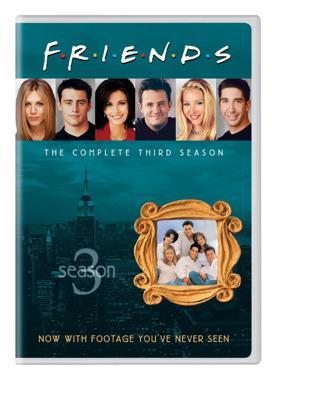 F·R·I·E·N·D·S
THE COMPLETE THIRD SEASON
season
3
NOW WITH FOOTAGE YOU'VE NEVER SEEN